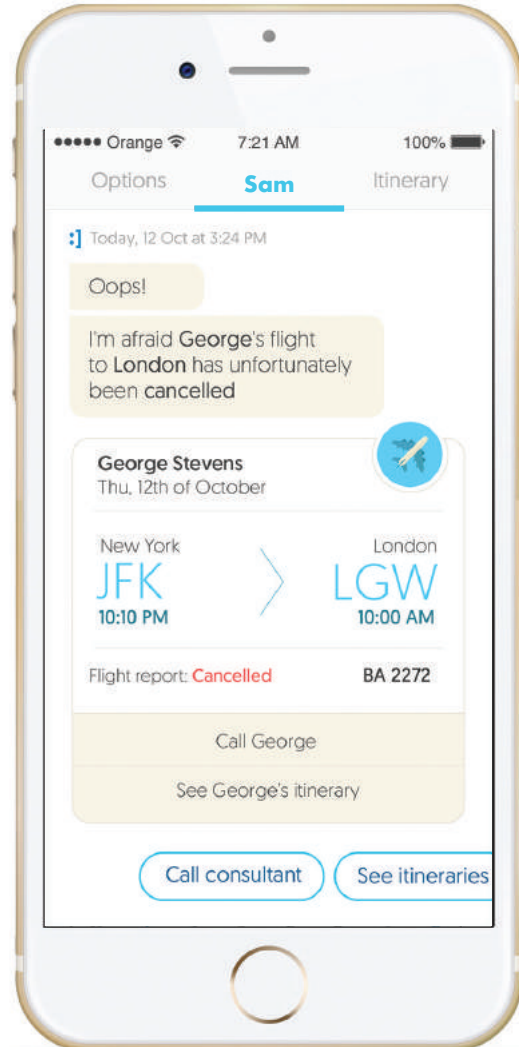 Orange 7:21 AM 100%
Options Sam Itinerary
:] Today, 12 Oct at 3:24 PM
Oops!
I'm afraid George's flight
to London has unfortunately
been cancelled
George Stevens
Thu, 12th of October
New York London
JFK LGW
10:10 PM 10:00 AM
Flight report: Cancelled BA 2272
Call George
See George's itinerary
Call consultant See itineraries